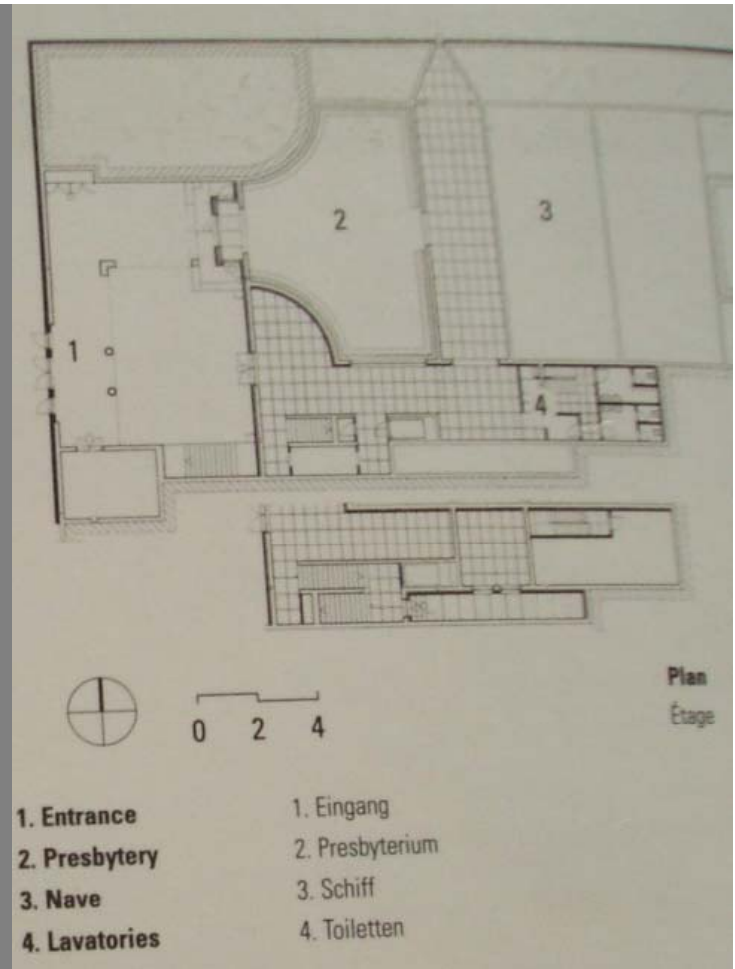 2
3
1
4
Plan
Étage
0 2 4
1. Entrance
2. Presbytery
3. Nave
4. Lavatories
1. Eingang
2. Presbyterium
3. Schiff
4. Toiletten